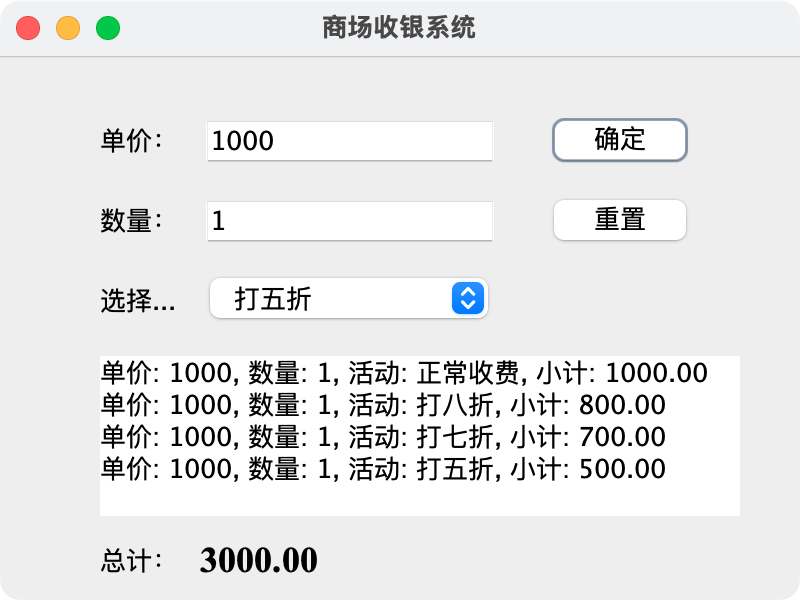 商场收银系统
单价： 1000 确定
数量： 1 重置
选择... 打五折
单价: 1000, 数量: 1, 活动: 正常收费, 小计: 1000.00
单价: 1000, 数量: 1, 活动: 打八折, 小计: 800.00
单价: 1000, 数量: 1, 活动: 打七折, 小计: 700.00
单价: 1000, 数量: 1, 活动: 打五折, 小计: 500.00
总计： 3000.00